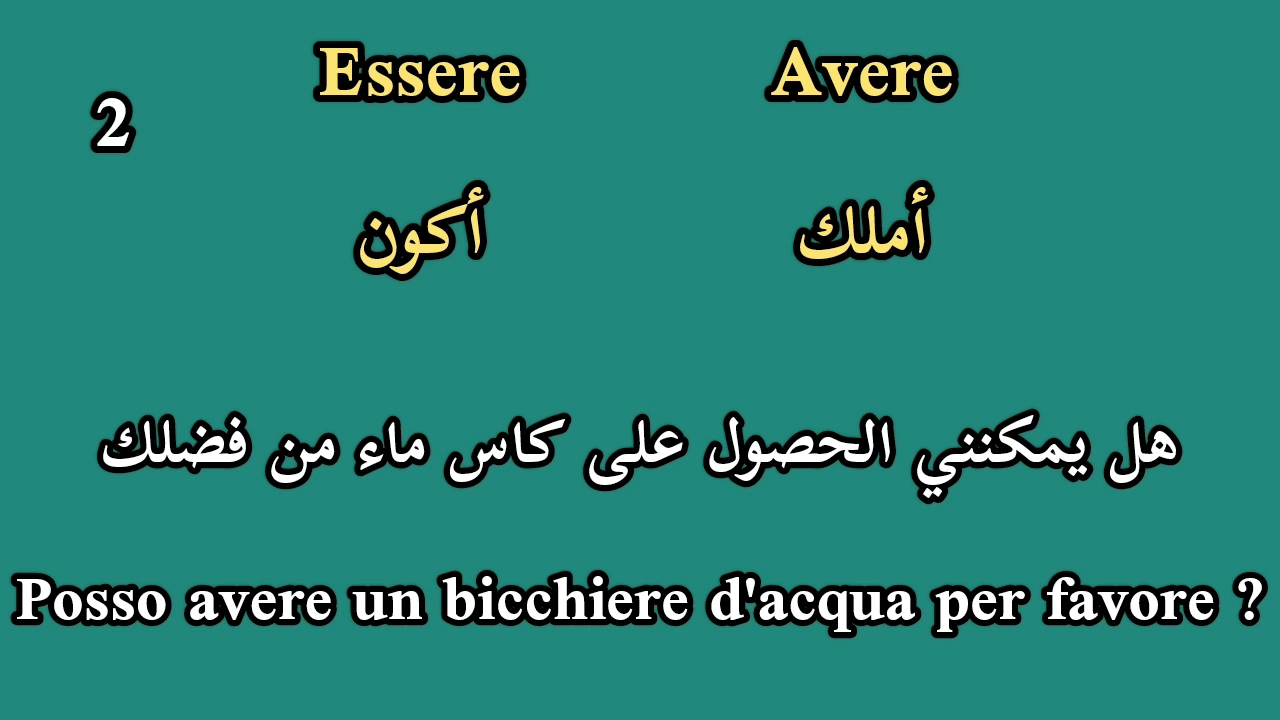 Essere Avere
2
أكون أملك
هل يمكنني الحصول على كاس ماء من فضلك
Posso avere un bicchiere d'acqua per favore ?